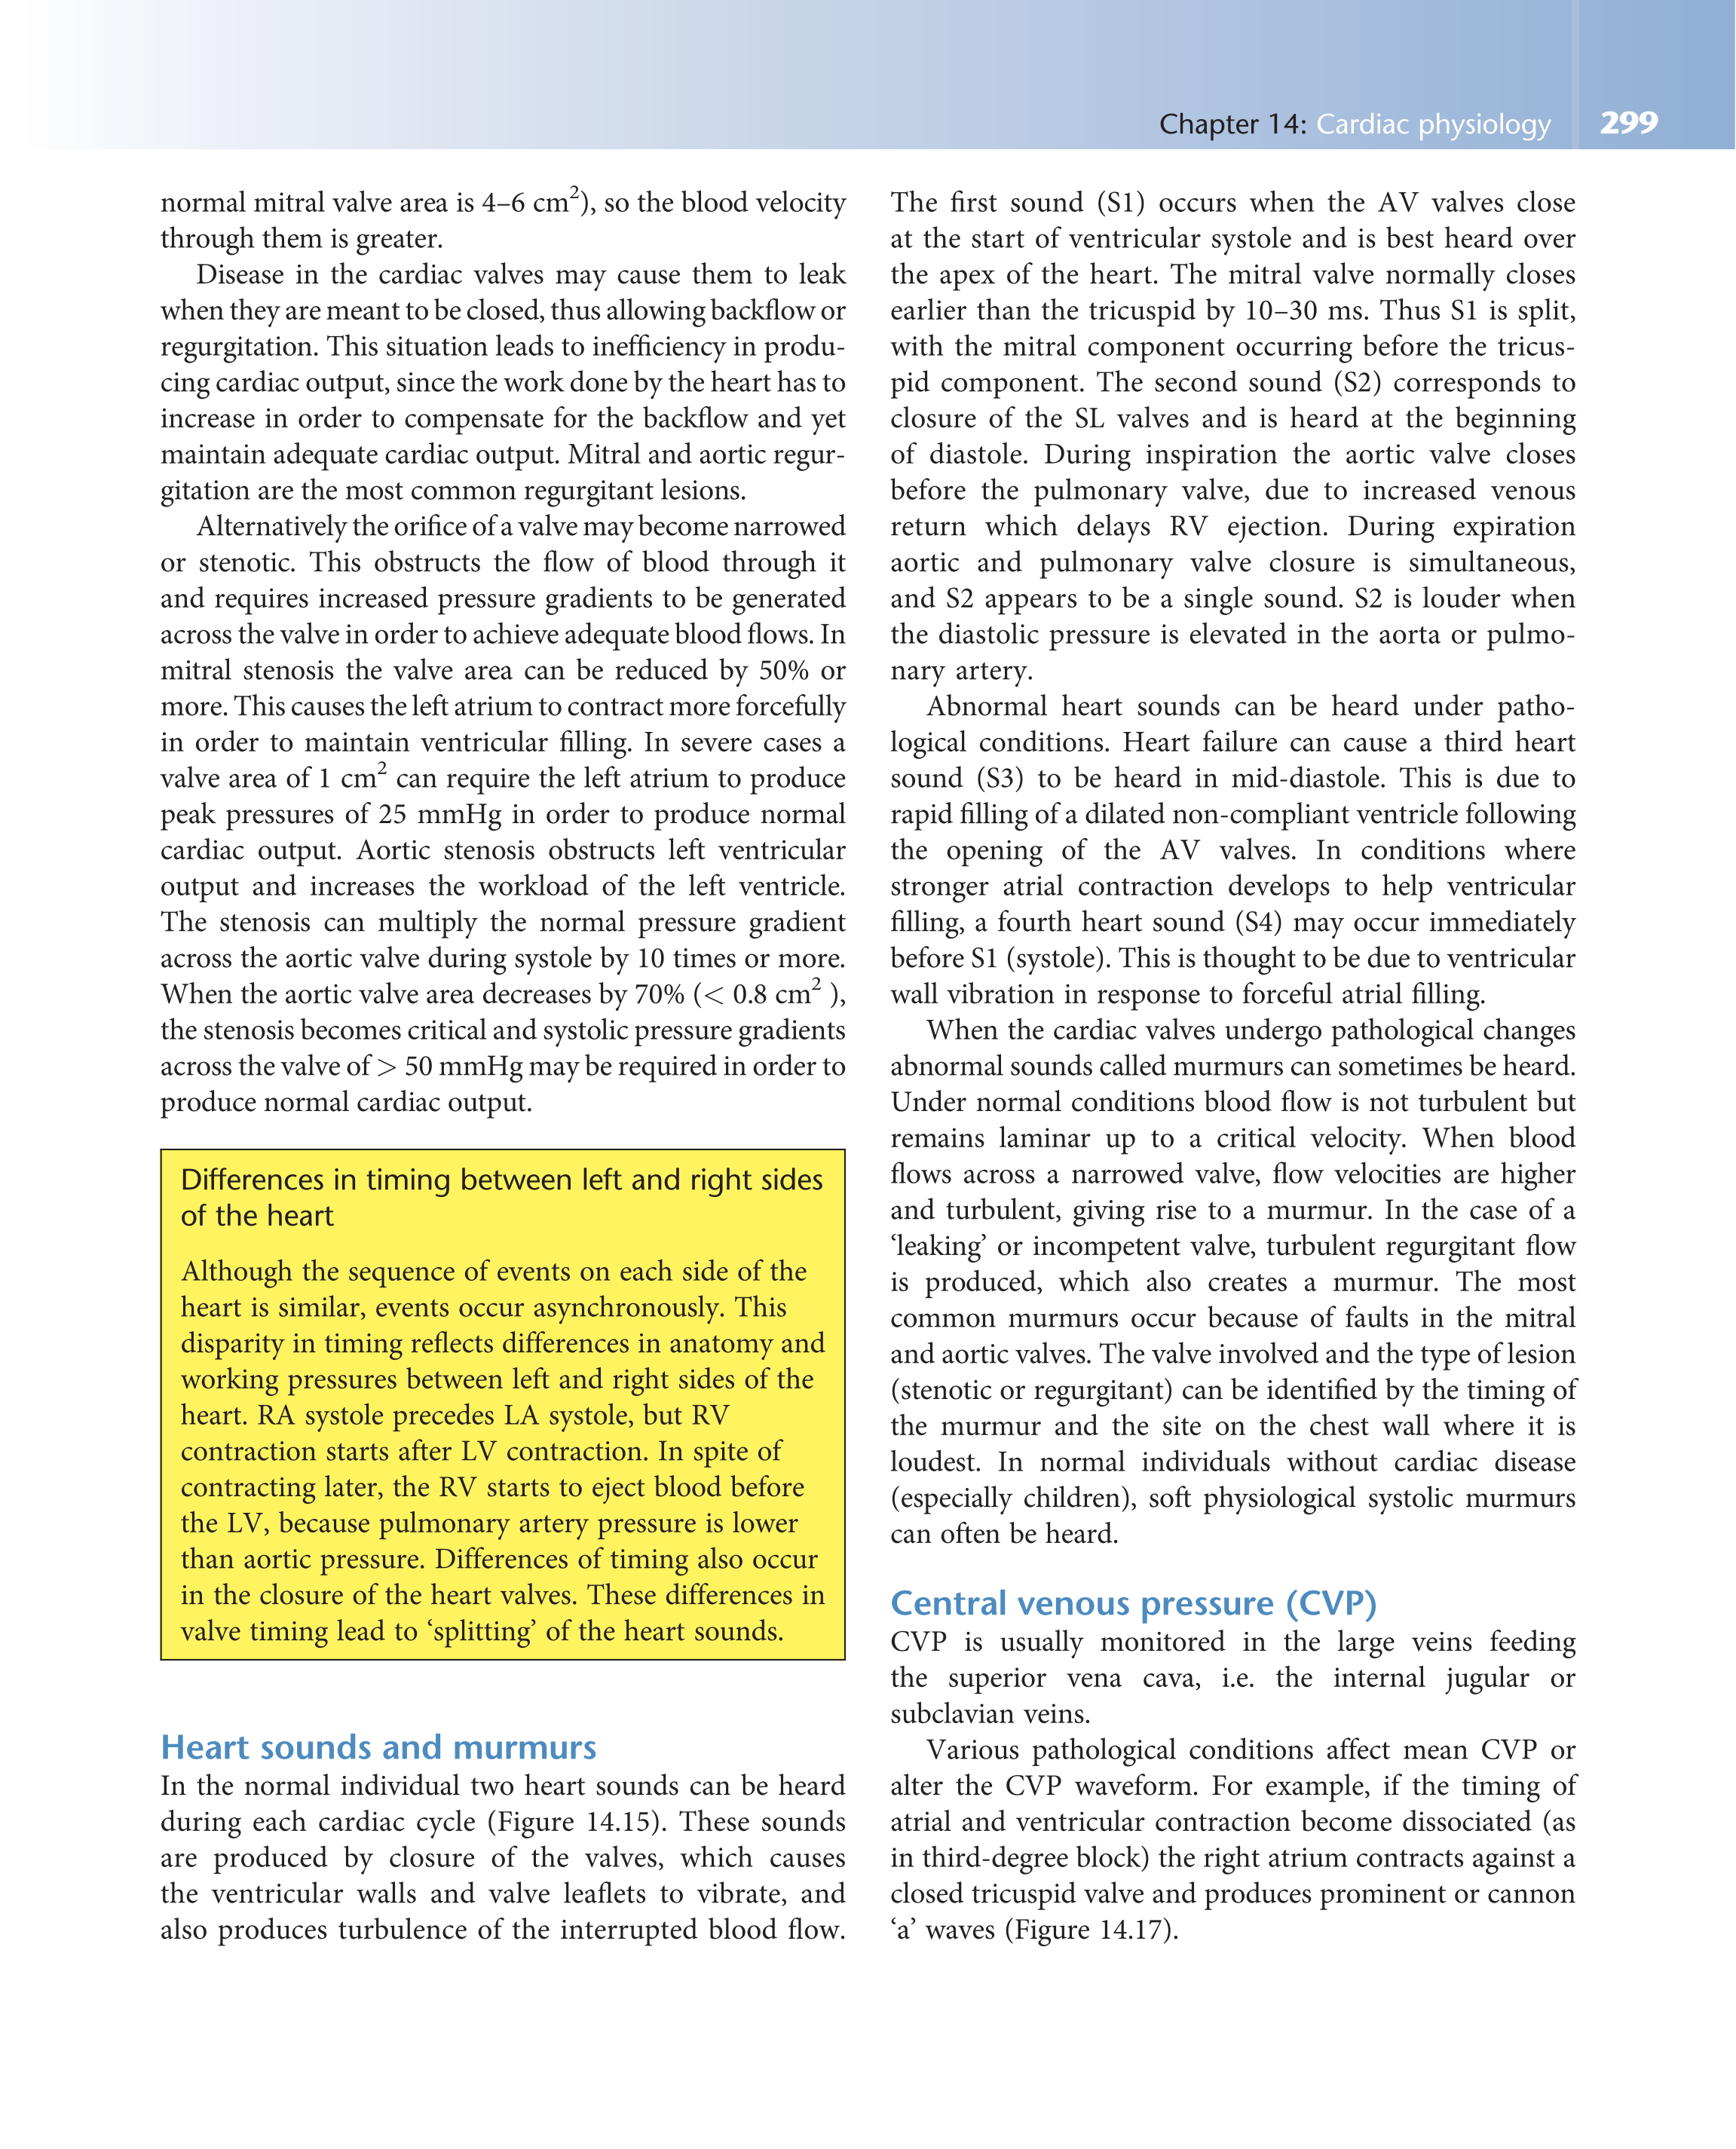 Chapter 14: Cardiac physiology 299
normal mitral valve area is 4–6 cm²), so the blood velocity
through them is greater.
Disease in the cardiac valves may cause them to leak
when they are meant to be closed, thus allowing backflow or
regurgitation. This situation leads to inefficiency in produ-
cing cardiac output, since the work done by the heart has to
increase in order to compensate for the backflow and yet
maintain adequate cardiac output. Mitral and aortic regur-
gitation are the most common regurgitant lesions.
Alternatively the orifice of a valve may become narrowed
or stenotic. This obstructs the flow of blood through it
and requires increased pressure gradients to be generated
across the valve in order to achieve adequate blood flows. In
mitral stenosis the valve area can be reduced by 50% or
more. This causes the left atrium to contract more forcefully
in order to maintain ventricular filling. In severe cases a
valve area of 1 cm² can require the left atrium to produce
peak pressures of 25 mmHg in order to produce normal
cardiac output. Aortic stenosis obstructs left ventricular
output and increases the workload of the left ventricle.
The stenosis can multiply the normal pressure gradient
across the aortic valve during systole by 10 times or more.
When the aortic valve area decreases by 70% (< 0.8 cm² ),
the stenosis becomes critical and systolic pressure gradients
across the valve of > 50 mmHg may be required in order to
produce normal cardiac output.
Differences in timing between left and right sides
of the heart
Although the sequence of events on each side of the
heart is similar, events occur asynchronously. This
disparity in timing reflects differences in anatomy and
working pressures between left and right sides of the
heart. RA systole precedes LA systole, but RV
contraction starts after LV contraction. In spite of
contracting later, the RV starts to eject blood before
the LV, because pulmonary artery pressure is lower
than aortic pressure. Differences of timing also occur
in the closure of the heart valves. These differences in
valve timing lead to ‘splitting’ of the heart sounds.
Heart sounds and murmurs
In the normal individual two heart sounds can be heard
during each cardiac cycle (Figure 14.15). These sounds
are produced by closure of the valves, which causes
the ventricular walls and valve leaflets to vibrate, and
also produces turbulence of the interrupted blood flow.
The first sound (S1) occurs when the AV valves close
at the start of ventricular systole and is best heard over
the apex of the heart. The mitral valve normally closes
earlier than the tricuspid by 10–30 ms. Thus S1 is split,
with the mitral component occurring before the tricus-
pid component. The second sound (S2) corresponds to
closure of the SL valves and is heard at the beginning
of diastole. During inspiration the aortic valve closes
before the pulmonary valve, due to increased venous
return which delays RV ejection. During expiration
aortic and pulmonary valve closure is simultaneous,
and S2 appears to be a single sound. S2 is louder when
the diastolic pressure is elevated in the aorta or pulmo-
nary artery.
Abnormal heart sounds can be heard under patho-
logical conditions. Heart failure can cause a third heart
sound (S3) to be heard in mid-diastole. This is due to
rapid filling of a dilated non-compliant ventricle following
the opening of the AV valves. In conditions where
stronger atrial contraction develops to help ventricular
filling, a fourth heart sound (S4) may occur immediately
before S1 (systole). This is thought to be due to ventricular
wall vibration in response to forceful atrial filling.
When the cardiac valves undergo pathological changes
abnormal sounds called murmurs can sometimes be heard.
Under normal conditions blood flow is not turbulent but
remains laminar up to a critical velocity. When blood
flows across a narrowed valve, flow velocities are higher
and turbulent, giving rise to a murmur. In the case of a
‘leaking’ or incompetent valve, turbulent regurgitant flow
is produced, which also creates a murmur. The most
common murmurs occur because of faults in the mitral
and aortic valves. The valve involved and the type of lesion
(stenotic or regurgitant) can be identified by the timing of
the murmur and the site on the chest wall where it is
loudest. In normal individuals without cardiac disease
(especially children), soft physiological systolic murmurs
can often be heard.
Central venous pressure (CVP)
CVP is usually monitored in the large veins feeding
the superior vena cava, i.e. the internal jugular or
subclavian veins.
Various pathological conditions affect mean CVP or
alter the CVP waveform. For example, if the timing of
atrial and ventricular contraction become dissociated (as
in third-degree block) the right atrium contracts against a
closed tricuspid valve and produces prominent or cannon
‘a’ waves (Figure 14.17).